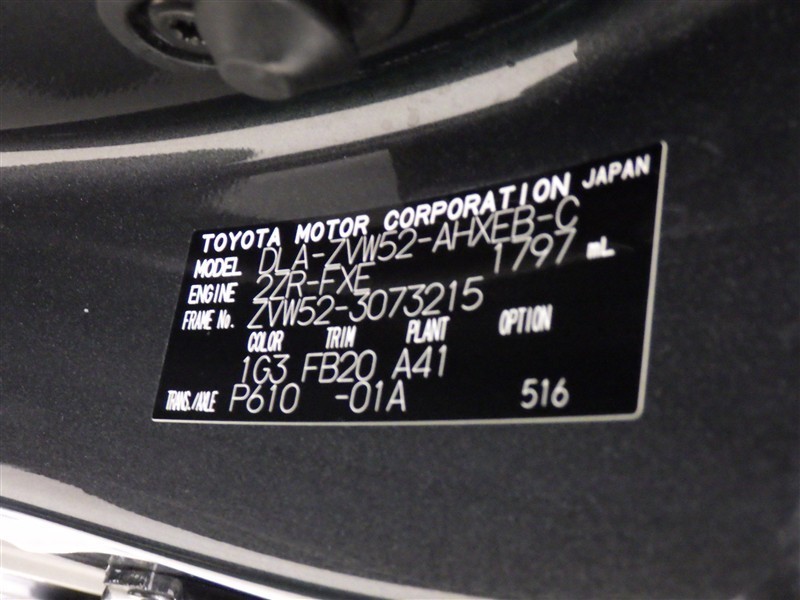 TOYOTA MOTOR CORPORATION JAPAN
MODEL DLA-ZVW52-AHXEB-C
ENGINE 2ZR-FXE 1797 mL
FRAME No. ZVW52-3073215
COLOR TRIM PLANT OPTION
1G3 FB20 A41
TRANS./AXLE P610 -01A 516